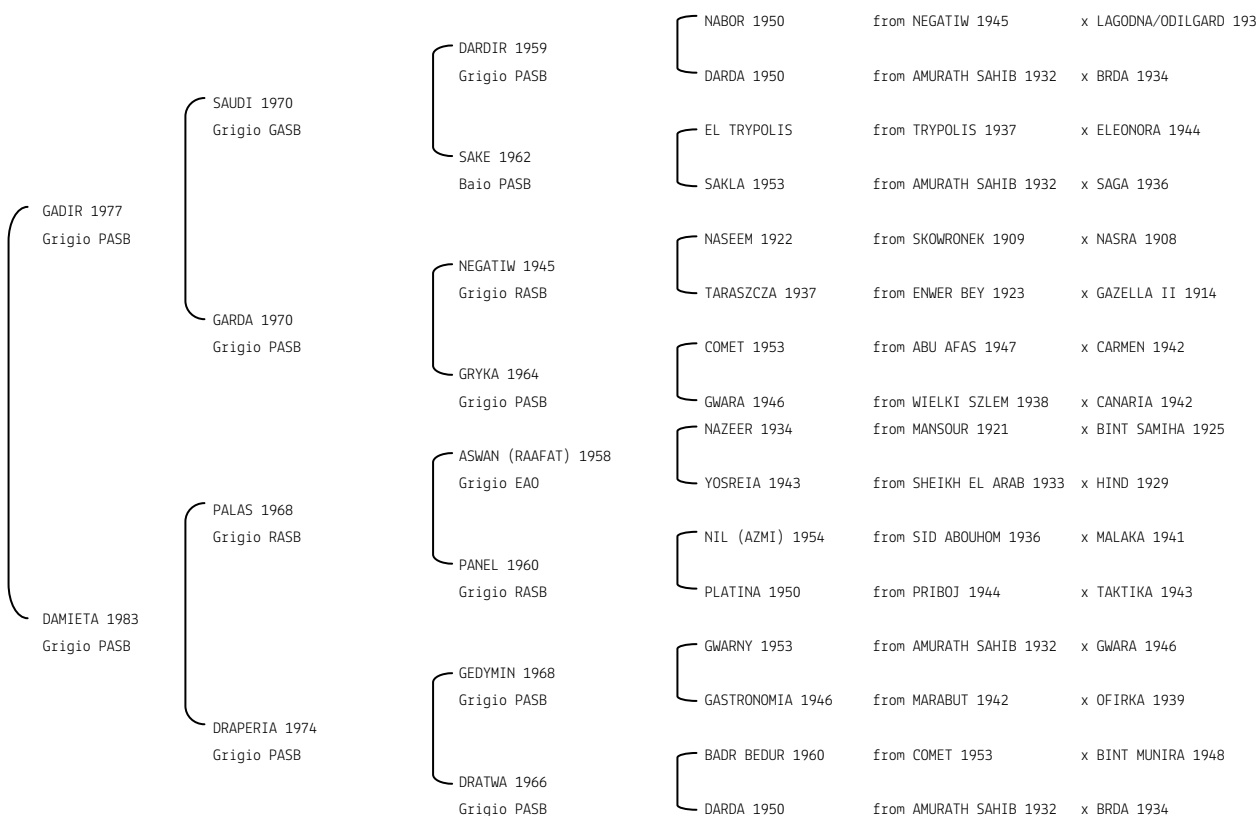 NABOR 1950 from NEGATIW 1945 x LAGODNA/ODILGARD 193
DARDIR 1959
Grigio PASB DARDA 1950 from AMURATH SAHIB 1932 x BRDA 1934
SAUDI 1970
Grigio GASB EL TRYPOLIS from TRYPOLIS 1937 x ELEONORA 1944
SAKE 1962
Baio PASB SAKLA 1953 from AMURATH SAHIB 1932 x SAGA 1936
GADIR 1977
Grigio PASB NASEEM 1922 from SKOWRONEK 1909 x NASRA 1908
NEGATIW 1945
Grigio RASB TARASZCZA 1937 from ENWER BEY 1923 x GAZELLA II 1914
GARDA 1970
Grigio PASB COMET 1953 from ABU AFAS 1947 x CARMEN 1942
GRYKA 1964
Grigio PASB GWARA 1946 from WIELKI SZLEM 1938 x CANARIA 1942
NAZEER 1934 from MANSOUR 1921 x BINT SAMIHA 1925
ASWAN (RAAFAT) 1958
Grigio EAO YOSREIA 1943 from SHEIKH EL ARAB 1933 x HIND 1929
PALAS 1968
Grigio RASB NIL (AZMI) 1954 from SID ABOUHOM 1936 x MALAKA 1941
PANEL 1960
Grigio RASB PLATINA 1950 from PRIBOJ 1944 x TAKTIKA 1943
DAMIETA 1983
Grigio PASB GWARNY 1953 from AMURATH SAHIB 1932 x GWARA 1946
GEDYMIN 1968
Grigio PASB GASTRONOMIA 1946 from MARABUT 1942 x OFIRKA 1939
DRAPERIA 1974
Grigio PASB BADR BEDUR 1960 from COMET 1953 x BINT MUNIRA 1948
DRATWA 1966
Grigio PASB DARDA 1950 from AMURATH SAHIB 1932 x BRDA 1934